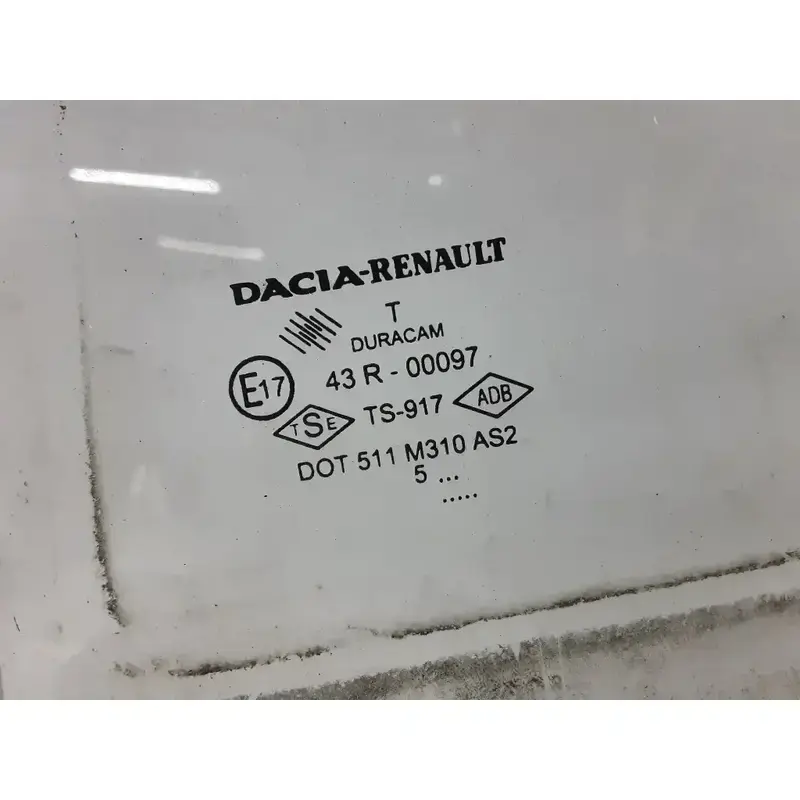 DACIA-RENAULT
T
DURACAM
E17 43 R - 00097
TSE TS-917 ADB
DOT 511 M310 AS2
5 ...
.....